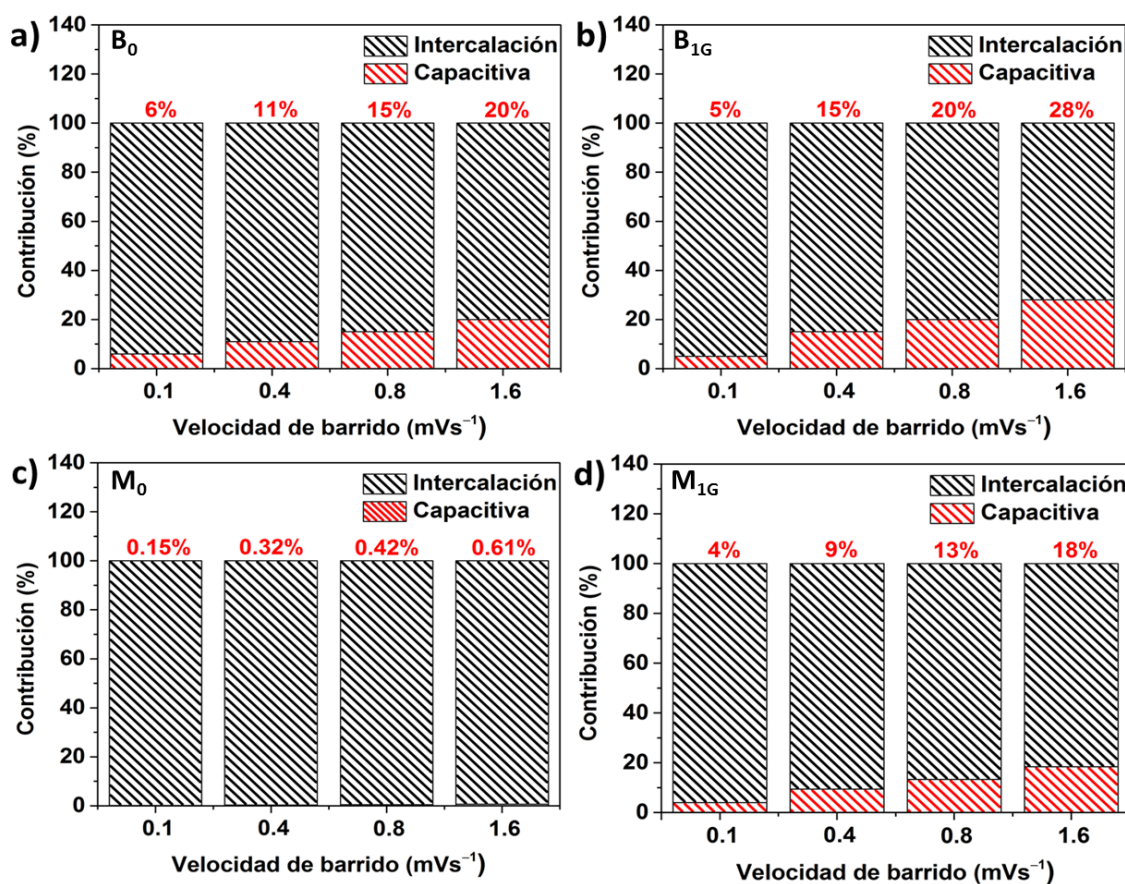 a)
B₀
Intercalación
Capacitiva
140
120
100
80
60
40
20
0
Contribución (%)
6% 11% 15% 20%
0.1 0.4 0.8 1.6
Velocidad de barrido (mVs⁻¹)
b)
B₁G
Intercalación
Capacitiva
140
120
100
80
60
40
20
0
Contribución (%)
5% 15% 20% 28%
0.1 0.4 0.8 1.6
Velocidad de barrido (mVs⁻¹)
c)
M₀
Intercalación
Capacitiva
140
120
100
80
60
40
20
0
Contribución (%)
0.15% 0.32% 0.42% 0.61%
0.1 0.4 0.8 1.6
Velocidad de barrido (mVs⁻¹)
d)
M₁G
Intercalación
Capacitiva
140
120
100
80
60
40
20
0
Contribución (%)
4% 9% 13% 18%
0.1 0.4 0.8 1.6
Velocidad de barrido (mVs⁻¹)